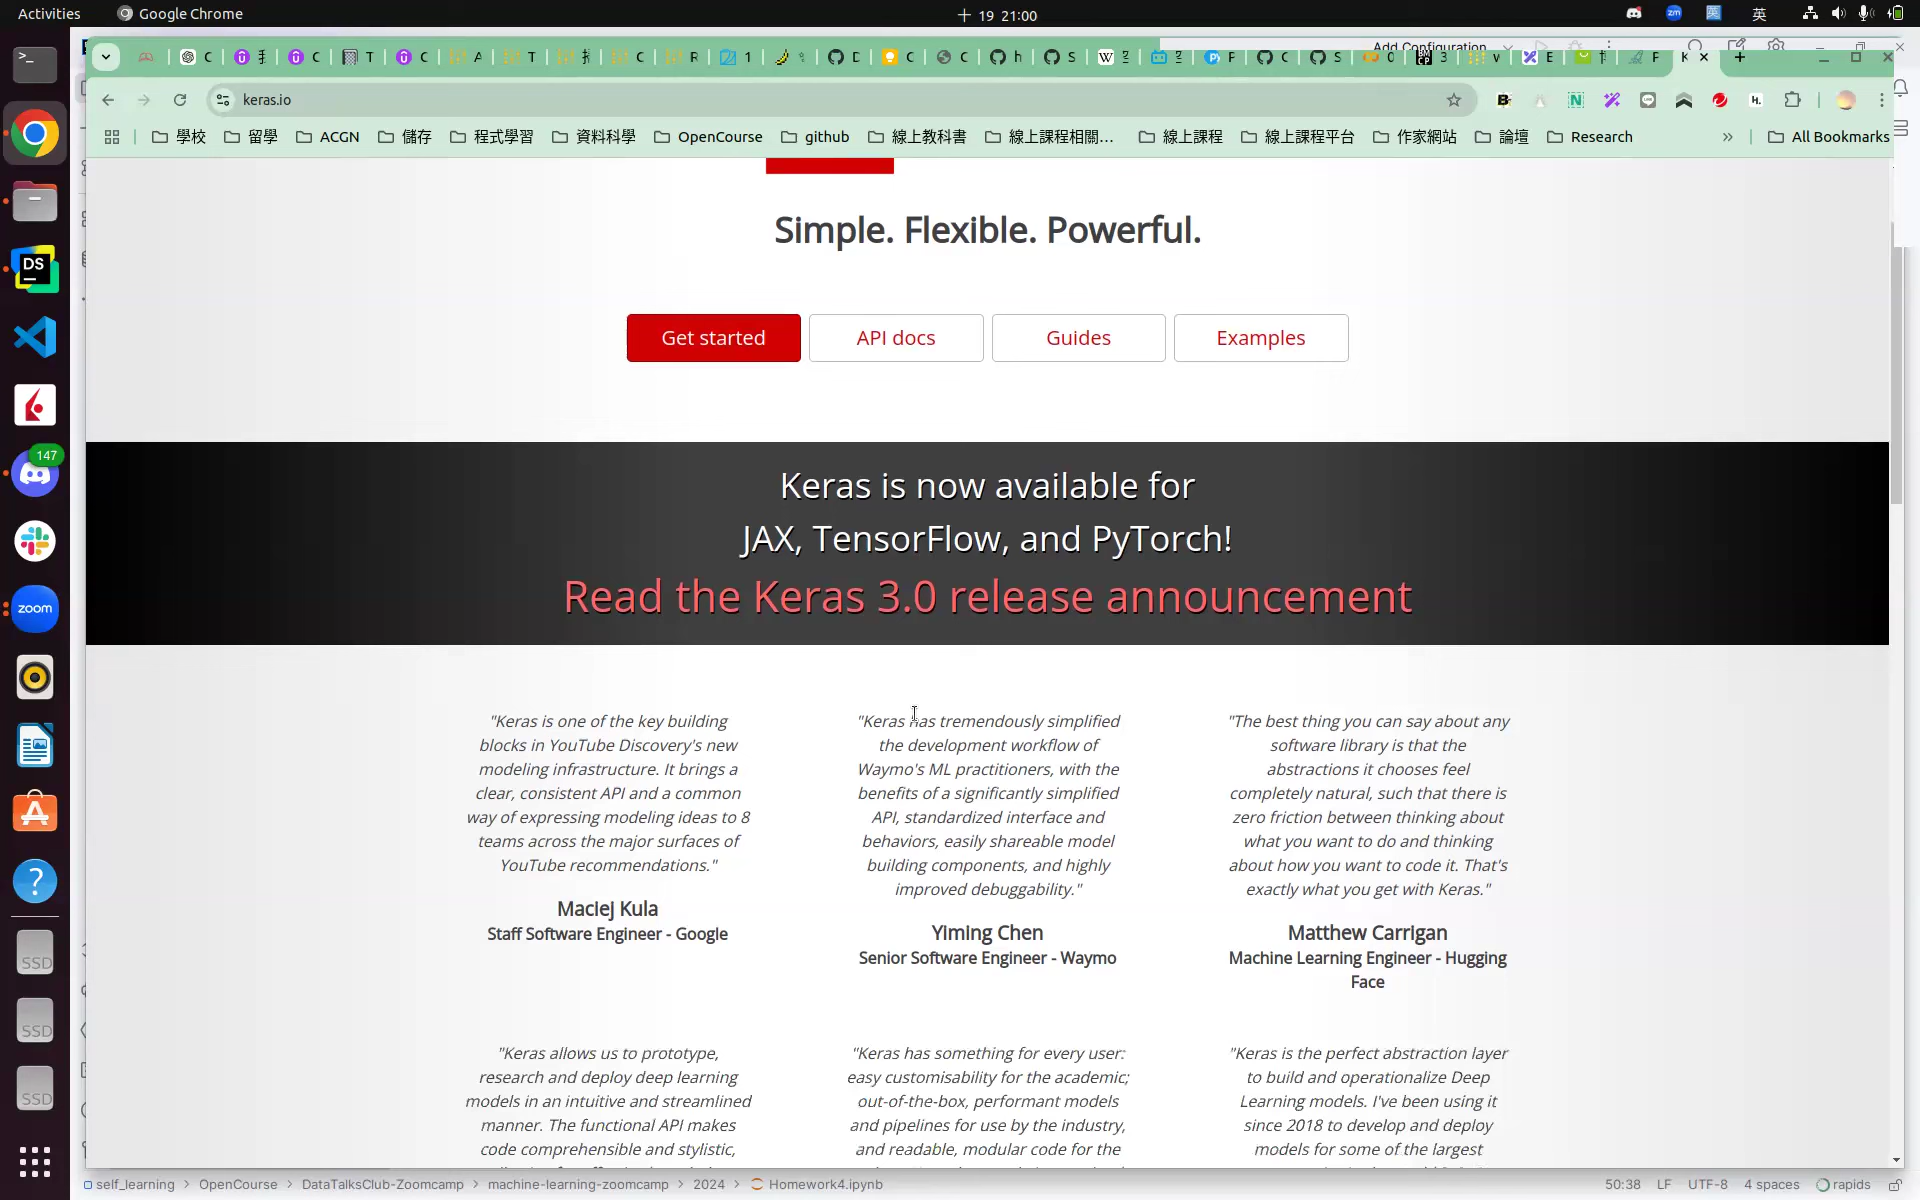 Activities
Google Chrome
十 19 21:00
zm
英
英
Add Configuration
C
C
T
C
A
T
C
R
1
D
C
C
h
S
W
F
C
S
3
E
F
K
keras.io
學校
留學
ACGN
儲存
程式學習
資料科學
OpenCourse
github
線上教科書
線上課程相關...
線上課程
線上課程平台
作家網站
論壇
Research
»
All Bookmarks
Simple. Flexible. Powerful.
Get started
API docs
Guides
Examples
Keras is now available for
JAX, TensorFlow, and PyTorch!
Read the Keras 3.0 release announcement
"Keras is one of the key building
blocks in YouTube Discovery's new
modeling infrastructure. It brings a
clear, consistent API and a common
way of expressing modeling ideas to 8
teams across the major surfaces of
YouTube recommendations."
Maciej Kula
Staff Software Engineer - Google
"Keras has tremendously simplified
the development workflow of
Waymo's ML practitioners, with the
benefits of a significantly simplified
API, standardized interface and
behaviors, easily shareable model
building components, and highly
improved debuggability."
Yiming Chen
Senior Software Engineer - Waymo
"The best thing you can say about any
software library is that the
abstractions it chooses feel
completely natural, such that there is
zero friction between thinking about
what you want to do and thinking
about how you want to code it. That's
exactly what you get with Keras."
Matthew Carrigan
Machine Learning Engineer - Hugging
Face
"Keras allows us to prototype,
research and deploy deep learning
models in an intuitive and streamlined
manner. The functional API makes
code comprehensible and stylistic,
"Keras has something for every user:
easy customisability for the academic;
out-of-the-box, performant models
and pipelines for use by the industry,
and readable, modular code for the
"Keras is the perfect abstraction layer
to build and operationalize Deep
Learning models. I've been using it
since 2018 to develop and deploy
models for some of the largest
DS
147
zoom
SSD
SSD
SSD
self_learning > OpenCourse > DataTalksClub-Zoomcamp > machine-learning-zoomcamp > 2024 > Homework4.ipynb
50:38 LF UTF-8 4 spaces rapids